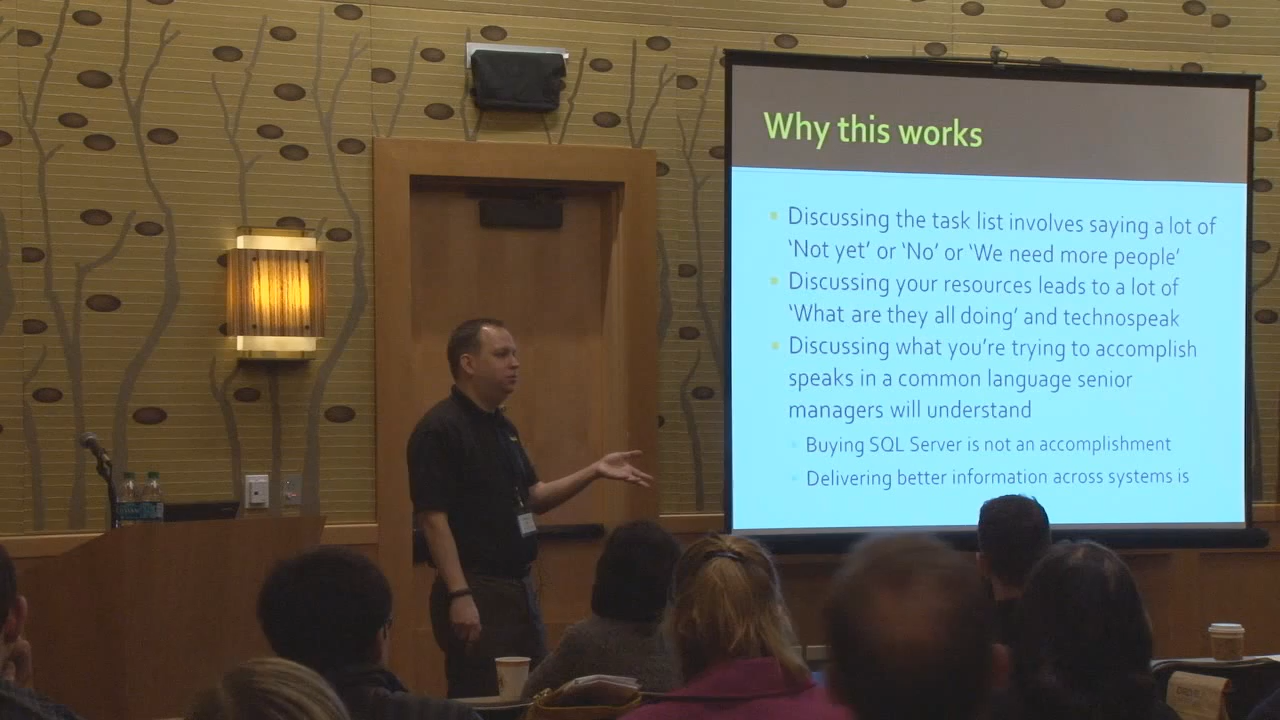 Why this works
Discussing the task list involves saying a lot of
‘Not yet’ or ‘No’ or ‘We need more people’
Discussing your resources leads to a lot of
‘What are they all doing’ and technospeak
Discussing what you’re trying to accomplish
speaks in a common language senior
managers will understand
Buying SQL Server is not an accomplishment
Delivering better information across systems is